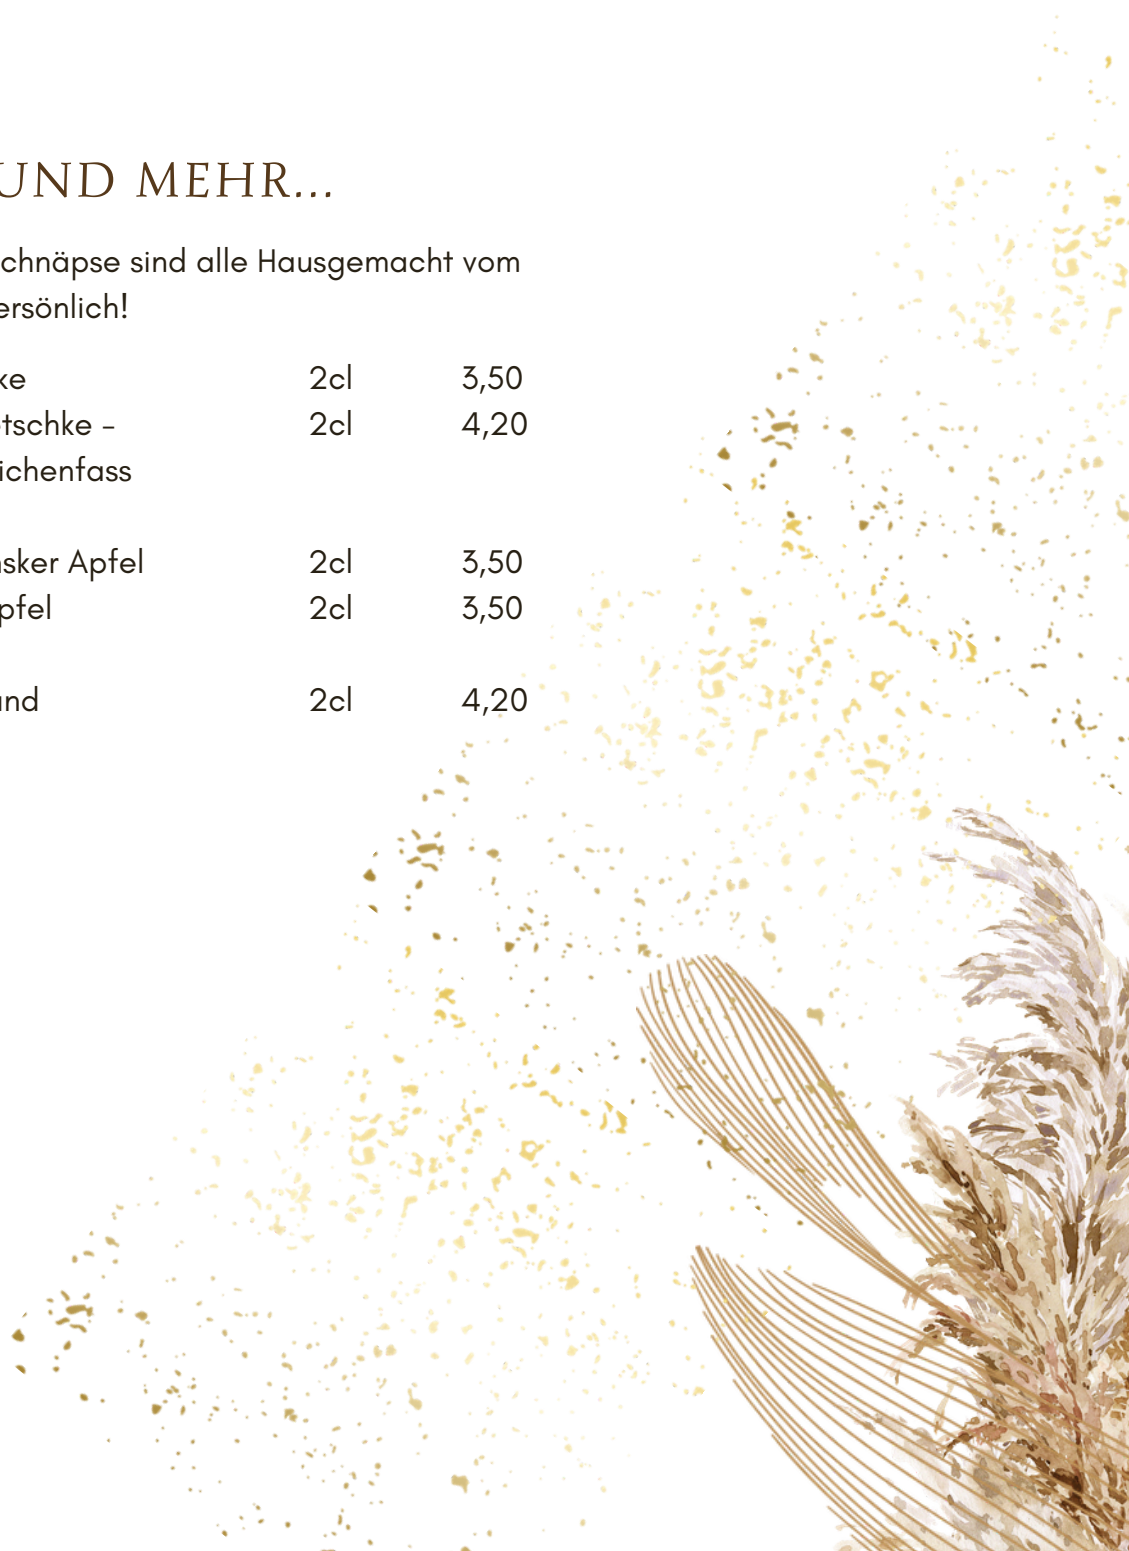 UND MEHR...
chnäpse sind alle Hausgemacht vom
ersönlich!
ke 2cl 3,50
tschke - 2cl 4,20
ichenfass
sker Apfel 2cl 3,50
pfel 2cl 3,50
and 2cl 4,20